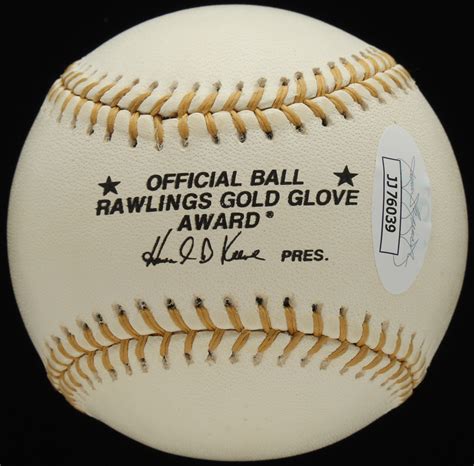 ★ OFFICIAL BALL ★
RAWLINGS GOLD GLOVE
AWARD®
PRES.
JJ76039